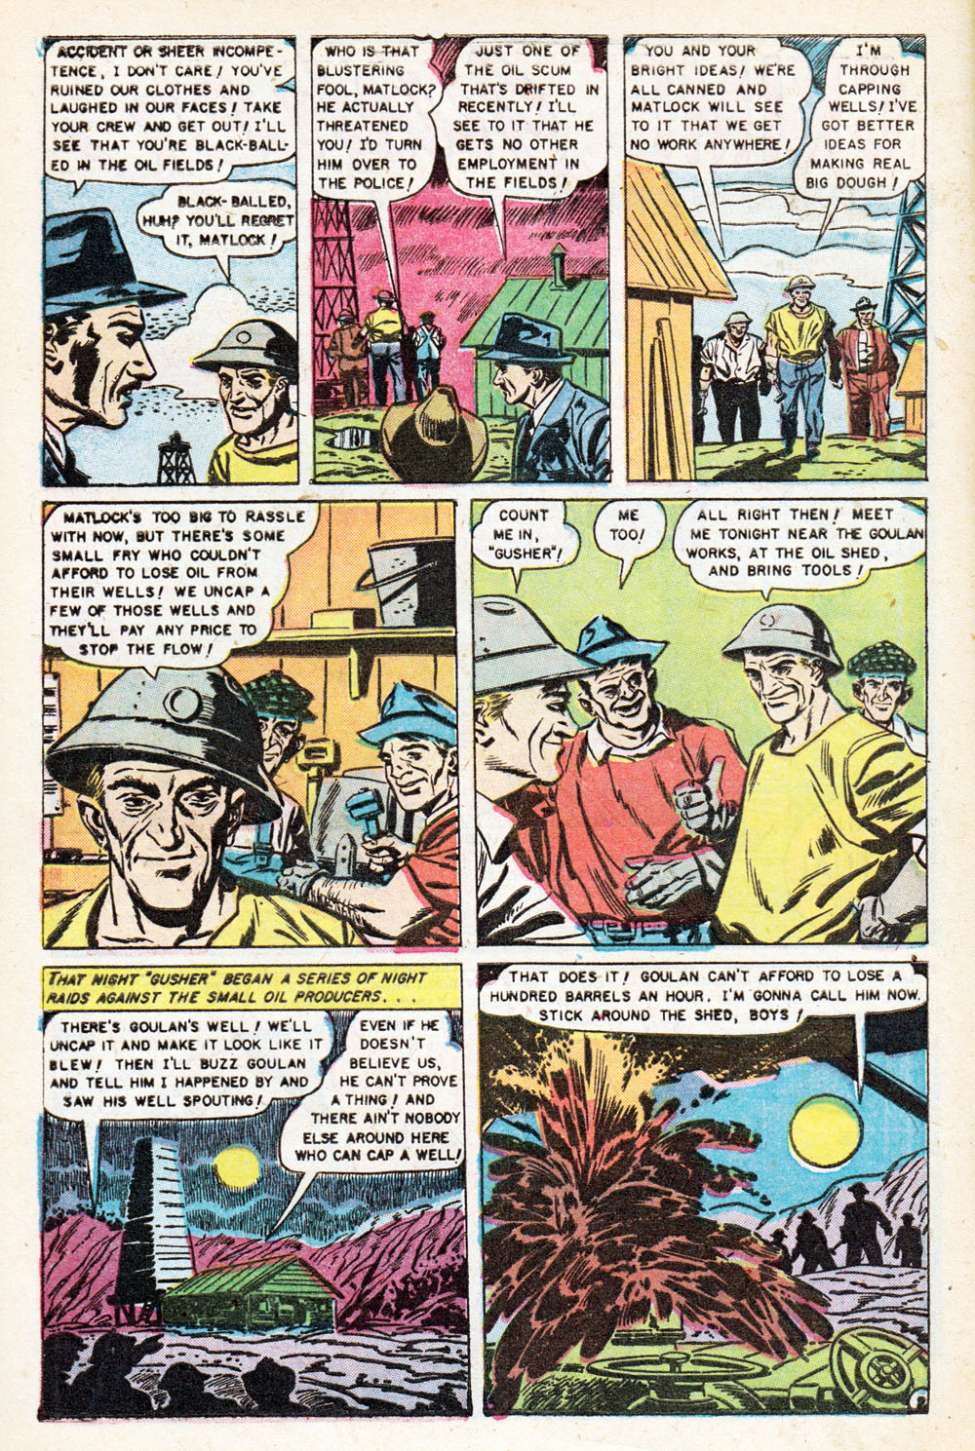 ACCIDENT OR SHEER INCOMPE-
TENCE, I DON'T CARE! YOU'VE
RUINED OUR CLOTHES AND
LAUGHED IN OUR FACES! TAKE
YOUR CREW AND GET OUT! I'LL
SEE THAT YOU'RE BLACK-BALL-
ED IN THE OIL FIELDS!
BLACK-BALLED,
HUH? YOU'LL REGRET
IT, MATLOCK!
WHO IS THAT
BLUSTERING
FOOL, MATLOCK?
HE ACTUALLY
THREATENED
YOU! I'D TURN
HIM OVER TO
THE POLICE!
JUST ONE OF
THE OIL SCUM
THAT'S DRIFTED IN
RECENTLY! I'LL
SEE TO IT THAT HE
GETS NO OTHER
EMPLOYMENT IN
THE FIELDS!
YOU AND YOUR
BRIGHT IDEAS! WE'RE
ALL CANNED AND
MATLOCK WILL SEE
TO IT THAT WE GET
NO WORK ANYWHERE!
I'M
THROUGH
CAPPING
WELLS! I'VE
GOT BETTER
IDEAS FOR
MAKING REAL
BIG DOUGH!
MATLOCK'S TOO BIG TO RASSLE
WITH NOW, BUT THERE'S SOME
SMALL FRY WHO COULDN'T
AFFORD TO LOSE OIL FROM
THEIR WELLS! WE UNCAP A
FEW OF THOSE WELLS AND
THEY'LL PAY ANY PRICE TO
STOP THE FLOW!
COUNT
ME IN,
"GUSHER"!
ME
TOO!
ALL RIGHT THEN! MEET
ME TONIGHT NEAR THE GOULAN
WORKS, AT THE OIL SHED,
AND BRING TOOLS!
THAT NIGHT "GUSHER" BEGAN A SERIES OF NIGHT
RAIDS AGAINST THE SMALL OIL PRODUCERS. . .
THERE'S GOULAN'S WELL! WE'LL
UNCAP IT AND MAKE IT LOOK LIKE IT
BLEW! THEN I'LL BUZZ GOULAN
AND TELL HIM I HAPPENED BY AND
SAW HIS WELL SPOUTING!
EVEN IF HE
DOESN'T
BELIEVE US,
HE CAN'T PROVE
A THING! AND
THERE AIN'T NOBODY
ELSE AROUND HERE
WHO CAN CAP A WELL!
THAT DOES IT! GOULAN CAN'T AFFORD TO LOSE A
HUNDRED BARRELS AN HOUR. I'M GONNA CALL HIM NOW.
STICK AROUND THE SHED, BOYS!